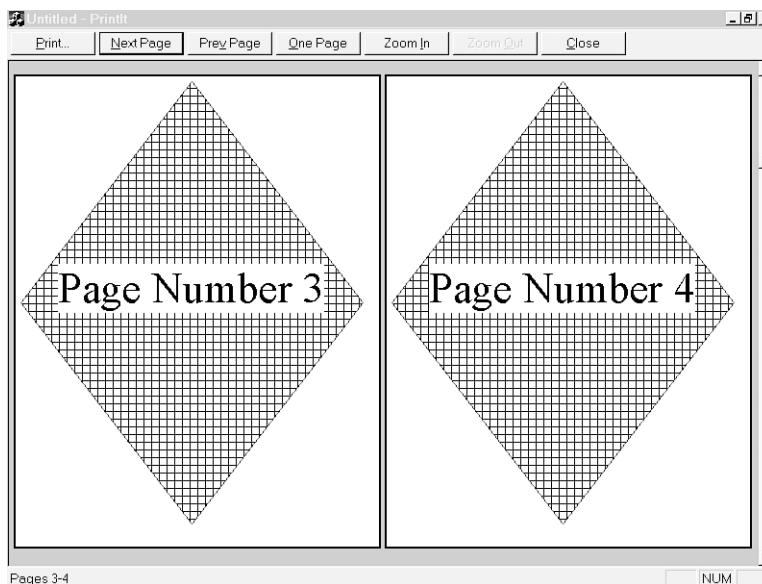 Untitled - PrintIt
Print... Next Page Prev Page One Page Zoom In Zoom Out Close
Page Number 3 Page Number 4
Pages 3-4 NUM